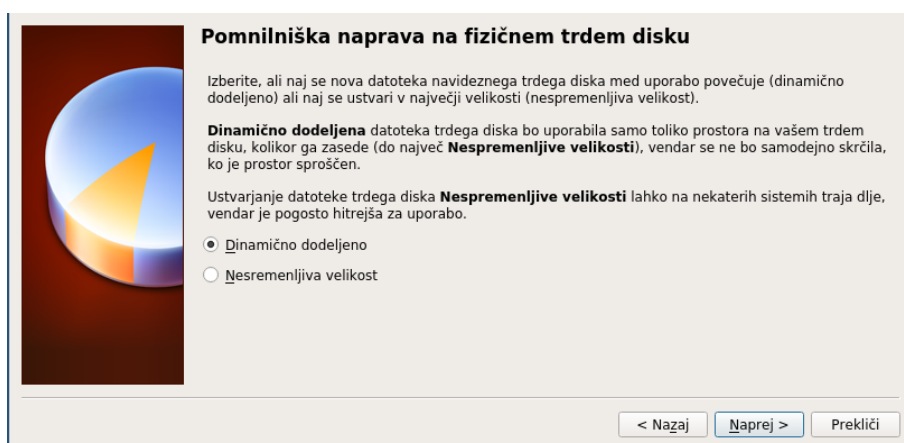 Pomnilniška naprava na fizičnem trdem disku
Izberite, ali naj se nova datoteka navideznega trdega diska med uporabo povečuje (dinamično
dodeljeno) ali naj se ustvari v največji velikosti (nespremenljiva velikost).
Dinamično dodeljena datoteka trdega diska bo uporabila samo toliko prostora na vašem trdem
disku, kolikor ga zasede (do največ Nespremenljive velikosti), vendar se ne bo samodejno skrčila,
ko je prostor sproščen.
Ustvarjanje datoteke trdega diska Nespremenljive velikosti lahko na nekaterih sistemih traja dlje,
vendar je pogosto hitrejša za uporabo.
Dinamično dodeljeno
Nesremenljiva velikost
< Nazaj Naprej > Prekliči